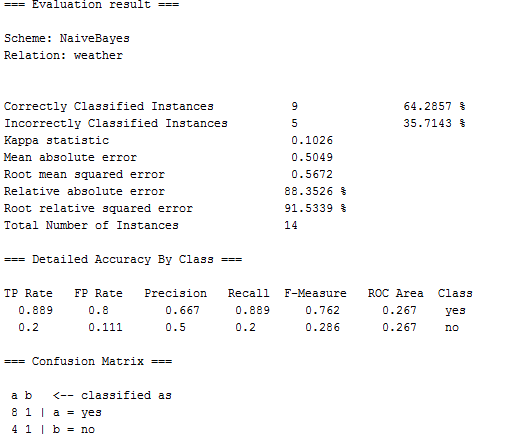 === Evaluation result ===
Scheme: NaiveBayes
Relation: weather
Correctly Classified Instances 9 64.2857 %
Incorrectly Classified Instances 5 35.7143 %
Kappa statistic 0.1026
Mean absolute error 0.5049
Root mean squared error 0.5672
Relative absolute error 88.3526 %
Root relative squared error 91.5339 %
Total Number of Instances 14
=== Detailed Accuracy By Class ===
TP Rate FP Rate Precision Recall F-Measure ROC Area Class
0.889 0.8 0.667 0.889 0.762 0.267 yes
0.2 0.111 0.5 0.2 0.286 0.267 no
=== Confusion Matrix ===
a b <-- classified as
8 1 | a = yes
4 1 | b = no